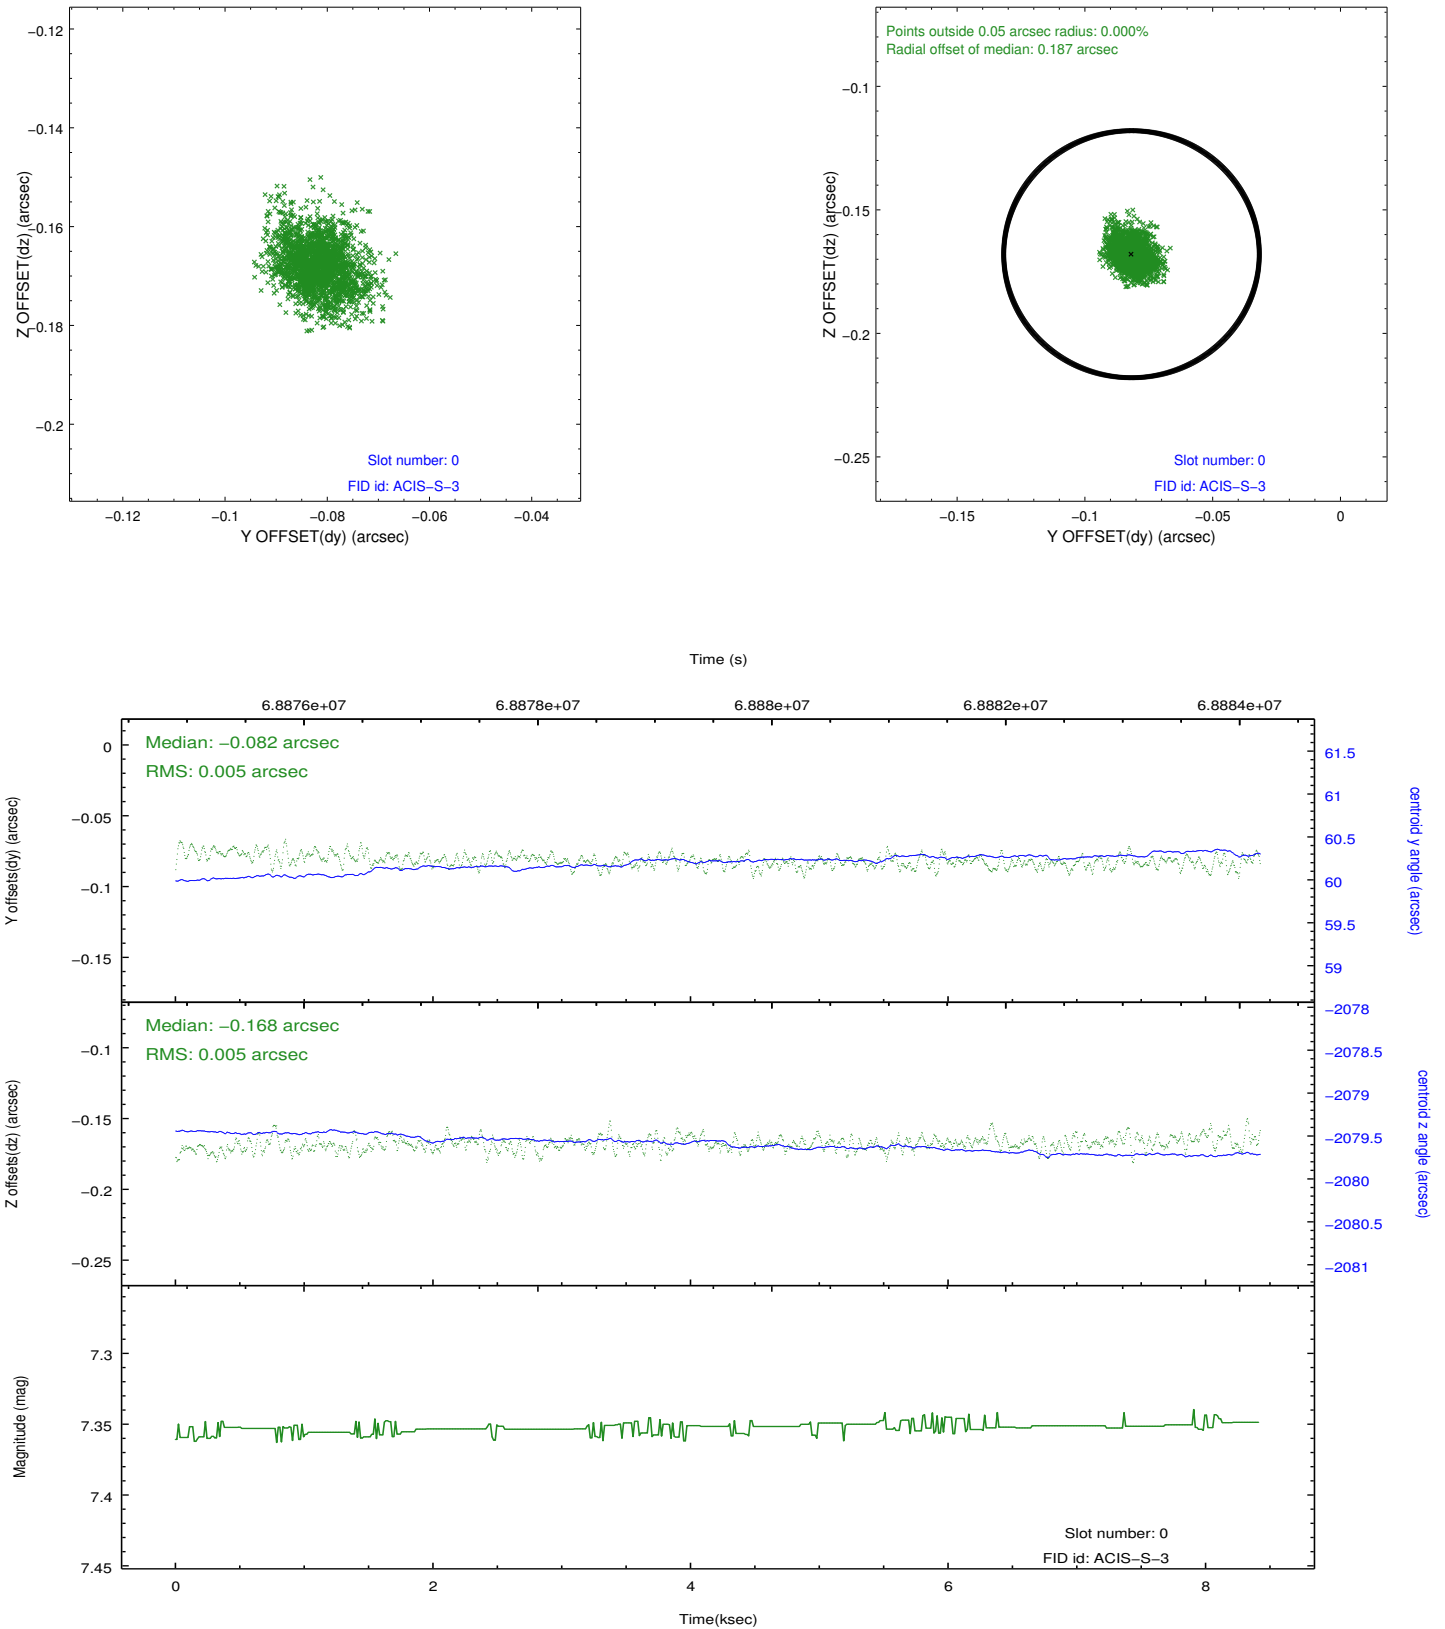 −0.12
−0.14
−0.16
−0.18
−0.2
Z OFFSET(dz) (arcsec)
Slot number: 0
FID id: ACIS−S−3
−0.12 −0.1 −0.08 −0.06 −0.04
Y OFFSET(dy) (arcsec)
Points outside 0.05 arcsec radius: 0.000%
Radial offset of median: 0.187 arcsec
−0.1
−0.15
−0.2
−0.25
Z OFFSET(dz) (arcsec)
Slot number: 0
FID id: ACIS−S−3
−0.15 −0.1 −0.05 0
Y OFFSET(dy) (arcsec)
Time (s)
6.8876e+07 6.8878e+07 6.888e+07 6.8882e+07 6.8884e+07
Median: −0.082 arcsec
RMS: 0.005 arcsec
0
−0.05
−0.1
−0.15
Y offsets(dy) (arcsec)
61.5
61
60.5
60
59.5
59
centroid y angle (arcsec)
Median: −0.168 arcsec
RMS: 0.005 arcsec
−0.1
−0.15
−0.2
−0.25
Z offsets(dz) (arcsec)
−2078
−2078.5
−2079
−2079.5
−2080
−2080.5
−2081
centroid z angle (arcsec)
7.3
7.35
7.4
7.45
Magnitude (mag)
Slot number: 0
FID id: ACIS−S−3
0 2 4 6 8
Time(ksec)